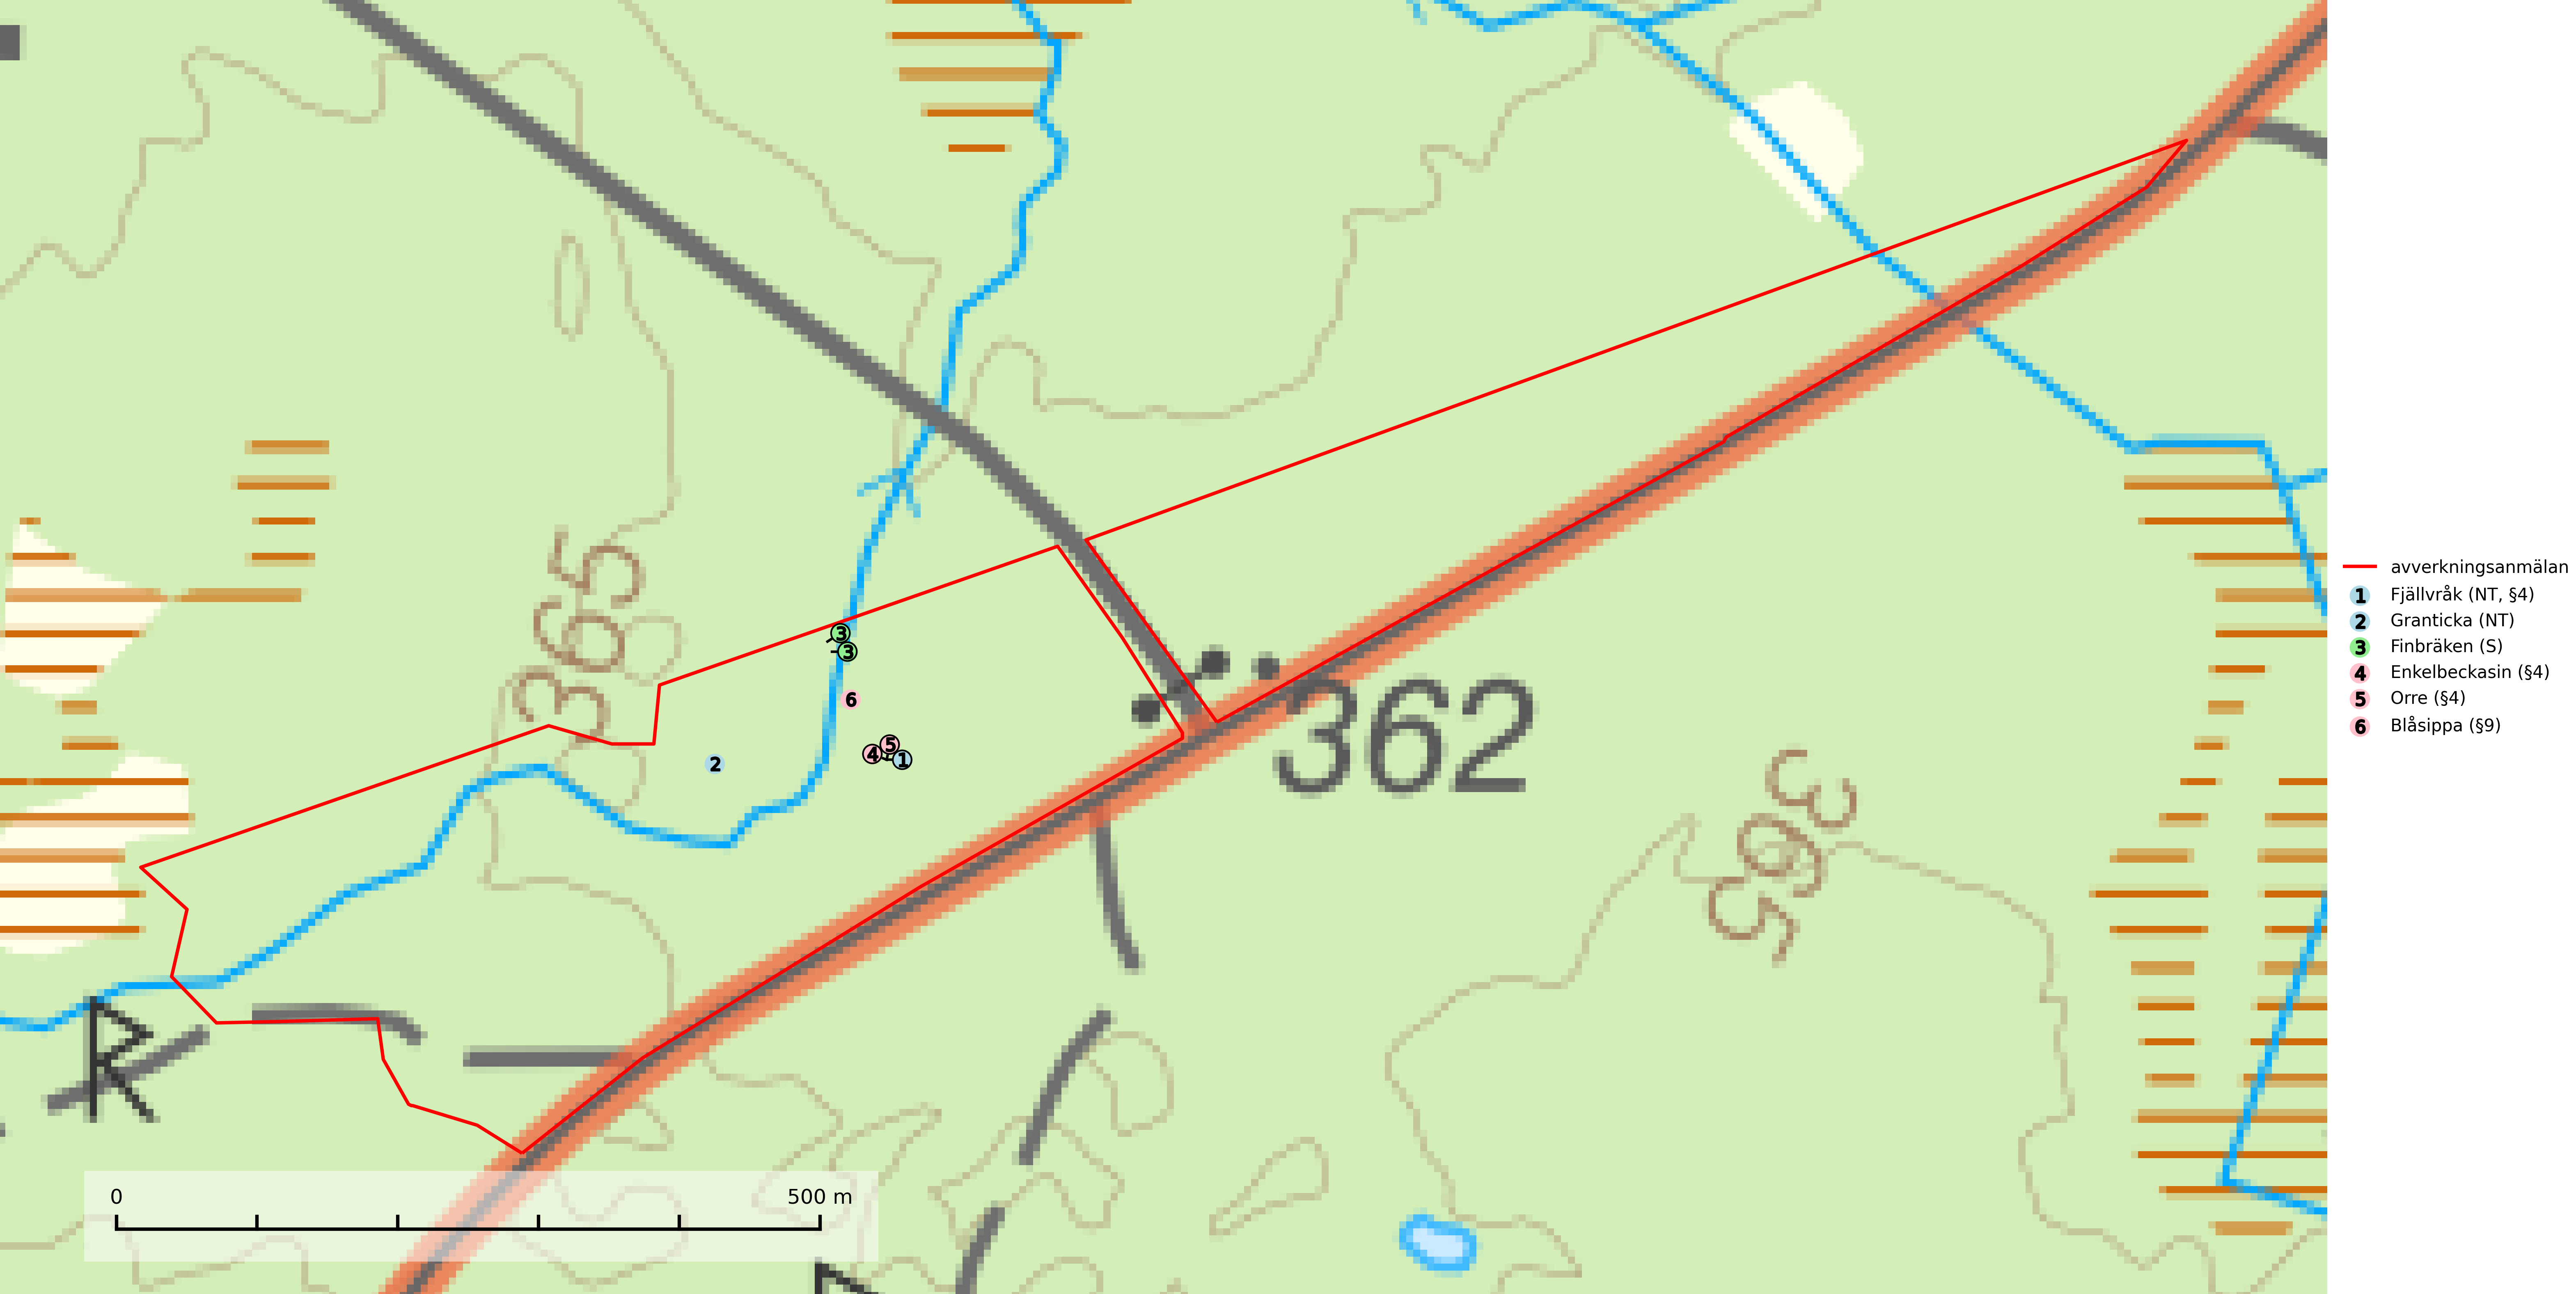 365
362
365
3
3
6
5
4
1
2
R
0
500 m
avverkningsanmälan
1 Fjällvråk (NT, §4)
2 Granticka (NT)
3 Finbräken (S)
4 Enkelbeckasin (§4)
5 Orre (§4)
6 Blåsippa (§9)